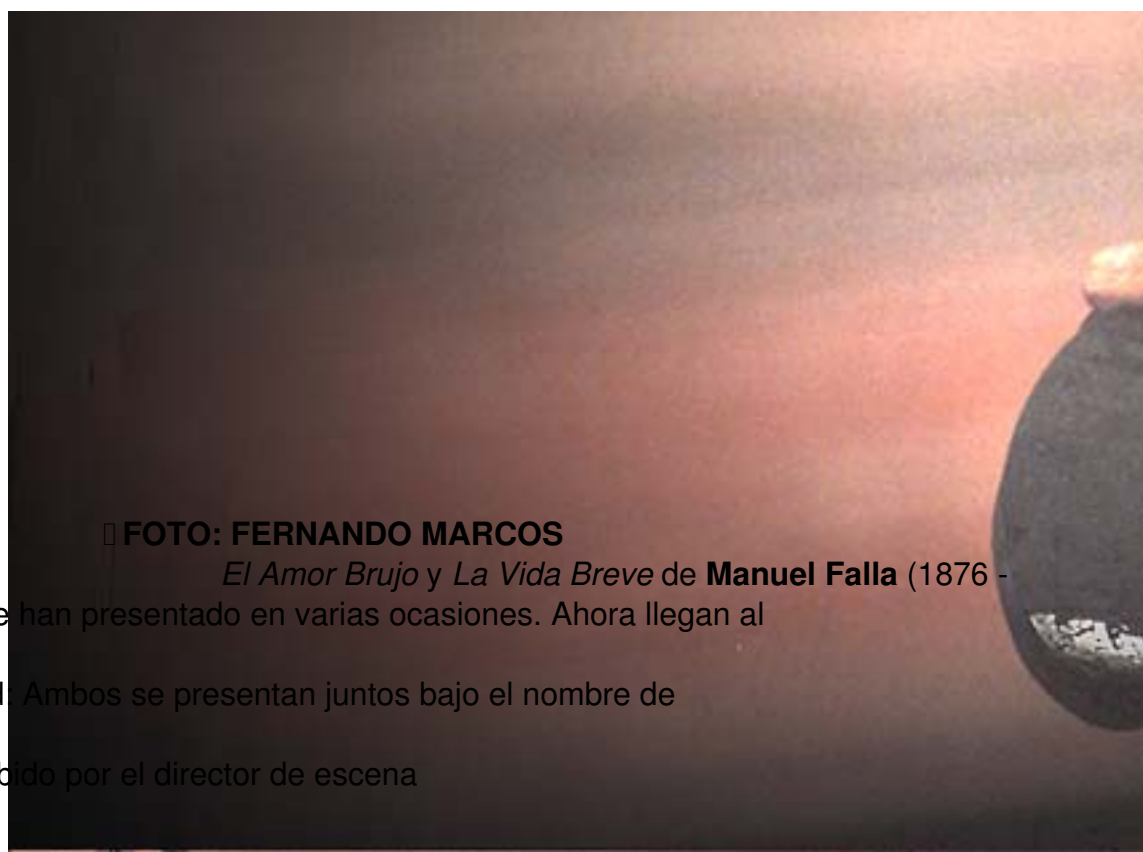 FOTO: FERNANDO MARCOS
El Amor Brujo y La Vida Breve de Manuel Falla (1876 -
han presentado en varias ocasiones. Ahora llegan al
Ambos se presentan juntos bajo el nombre de
por el director de escena